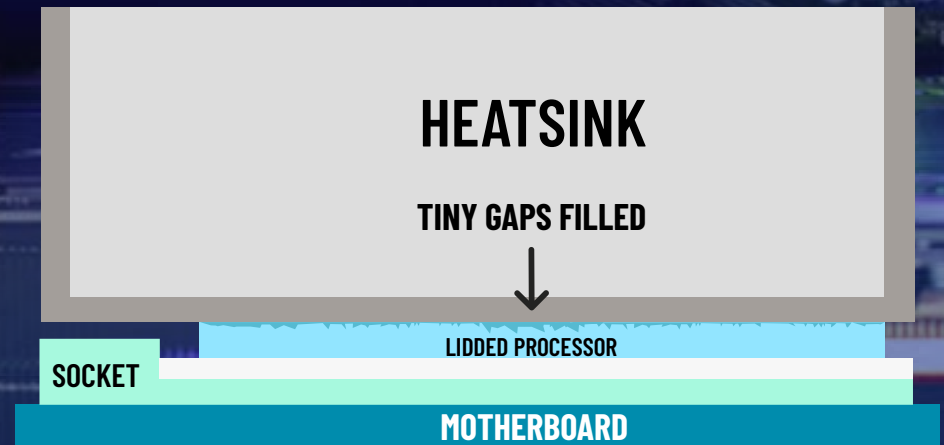 HEATSINK
TINY GAPS FILLED
LIDDED PROCESSOR
SOCKET
MOTHERBOARD